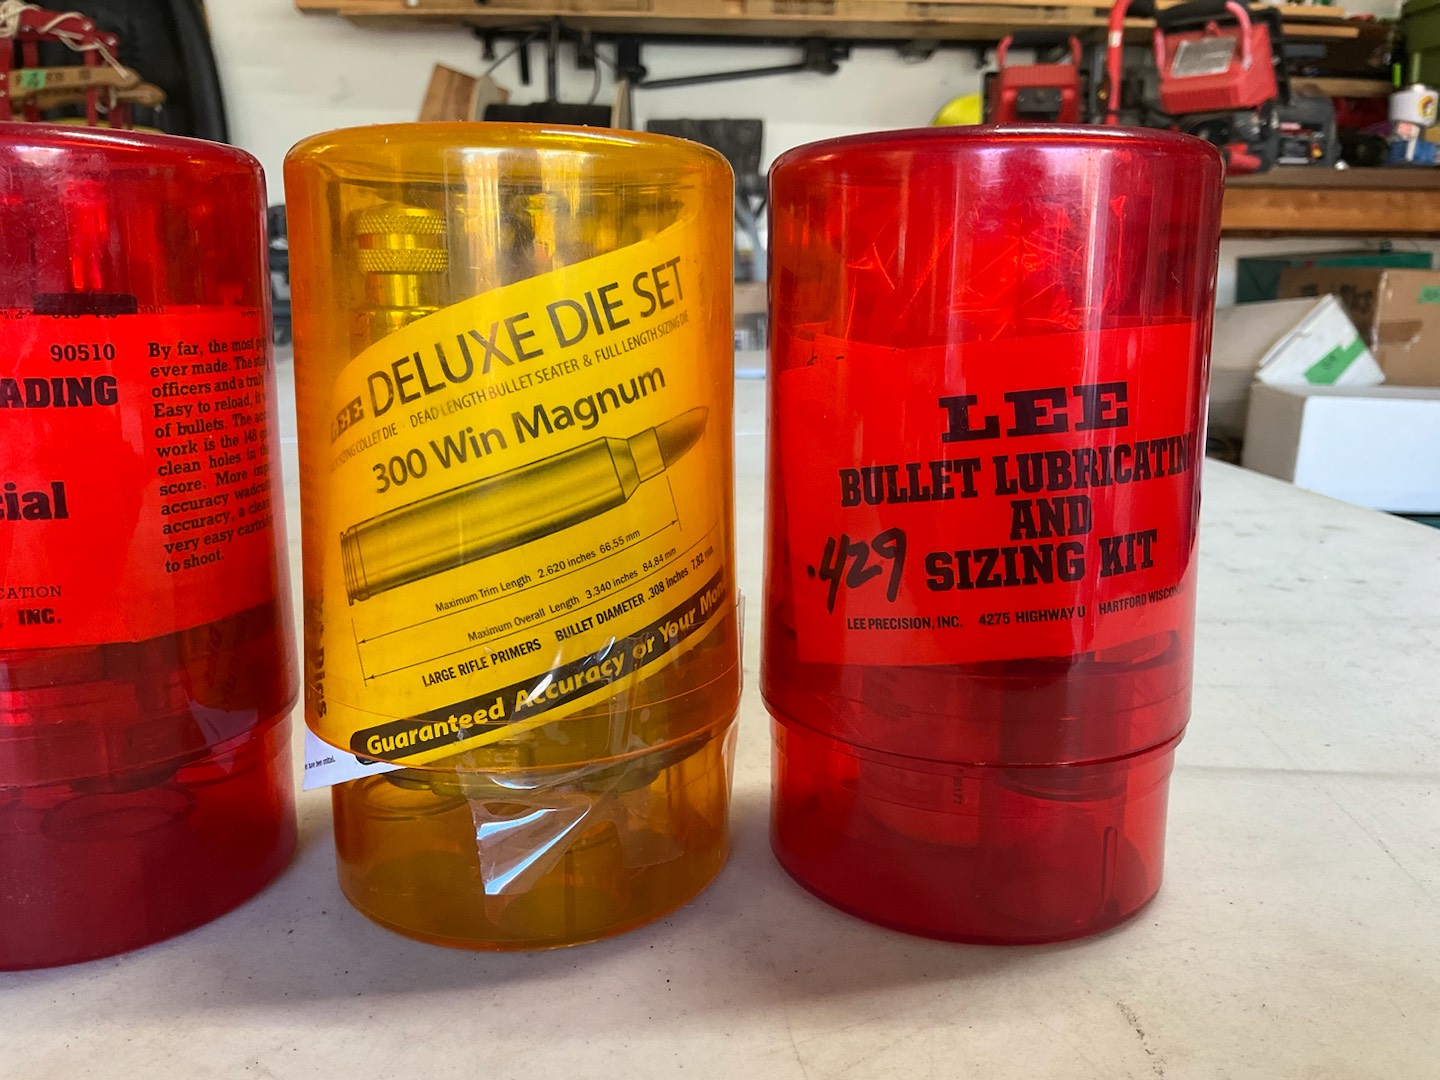 90510
ADING
cial
CATION
, INC.
By far, the most
ever made. The
officers and a truly
Easy to reload, it
of bullets. The
work is the 148
clean holes in
score. More
accuracy
accuracy, a clean
very easy
to shoot.
LEE DELUXE DIE SET
COLLET DIE · DEAD LENGTH BULLET SEATER & FULL LENGTH SIZING DIE
300 Win Magnum
Maximum Trim Length 2.620 inches 66,55 mm
Maximum Overall Length 3.340 inches 84,84 mm
LARGE RIFLE PRIMERS BULLET DIAMETER .308 inches 7,82 mm
Guaranteed Accuracy or Your
LEE
BULLET LUBRICATIN
AND
SIZING KIT
.429
LEE PRECISION, INC. 4275 HIGHWAY U HARTFORD